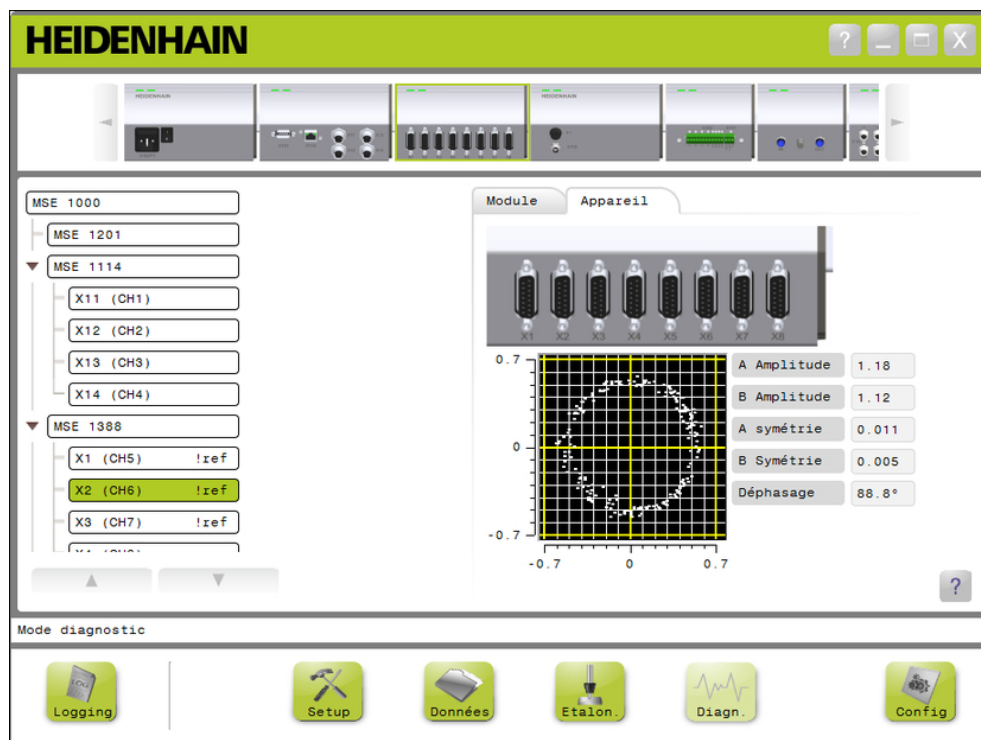 HEIDENHAIN
?
X
HEIDENHAIN
HEIDENHAIN
MSE 1000
MSE 1201
MSE 1114
X11 (CH1)
X12 (CH2)
X13 (CH3)
X14 (CH4)
MSE 1388
X1 (CH5) !ref
X2 (CH6) !ref
X3 (CH7) !ref
Module Appareil
X1 X2 X3 X4 X5 X6 X7 X8
0.7
0
-0.7
-0.7 0 0.7
A Amplitude 1.18
B Amplitude 1.12
A symétrie 0.011
B Symétrie 0.005
Déphasage 88.8°
?
Mode diagnostic
LOG
Logging
Setup
Données
Etalon.
Diagn.
Config